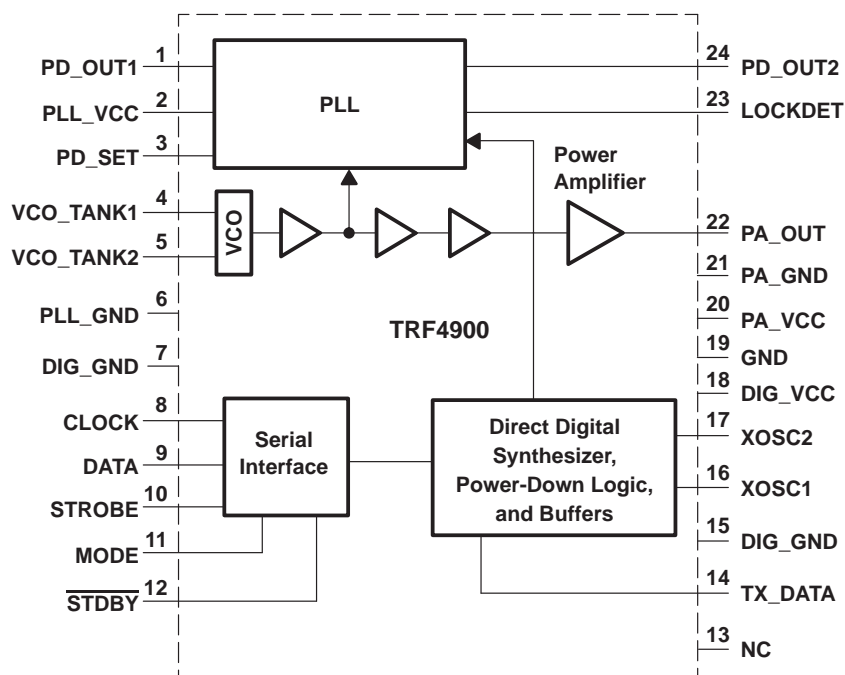 1
PD_OUT1
2
PLL_VCC
3
PD_SET
4
VCO_TANK1
5
VCO_TANK2
6
PLL_GND
7
DIG_GND
8
CLOCK
9
DATA
10
STROBE
11
MODE
12
STDBY
PLL
VCO
Power
Amplifier
TRF4900
Serial
Interface
Direct Digital
Synthesizer,
Power-Down Logic,
and Buffers
24
PD_OUT2
23
LOCKDET
22
PA_OUT
21
PA_GND
20
PA_VCC
19
GND
18
DIG_VCC
17
XOSC2
16
XOSC1
15
DIG_GND
14
TX_DATA
13
NC